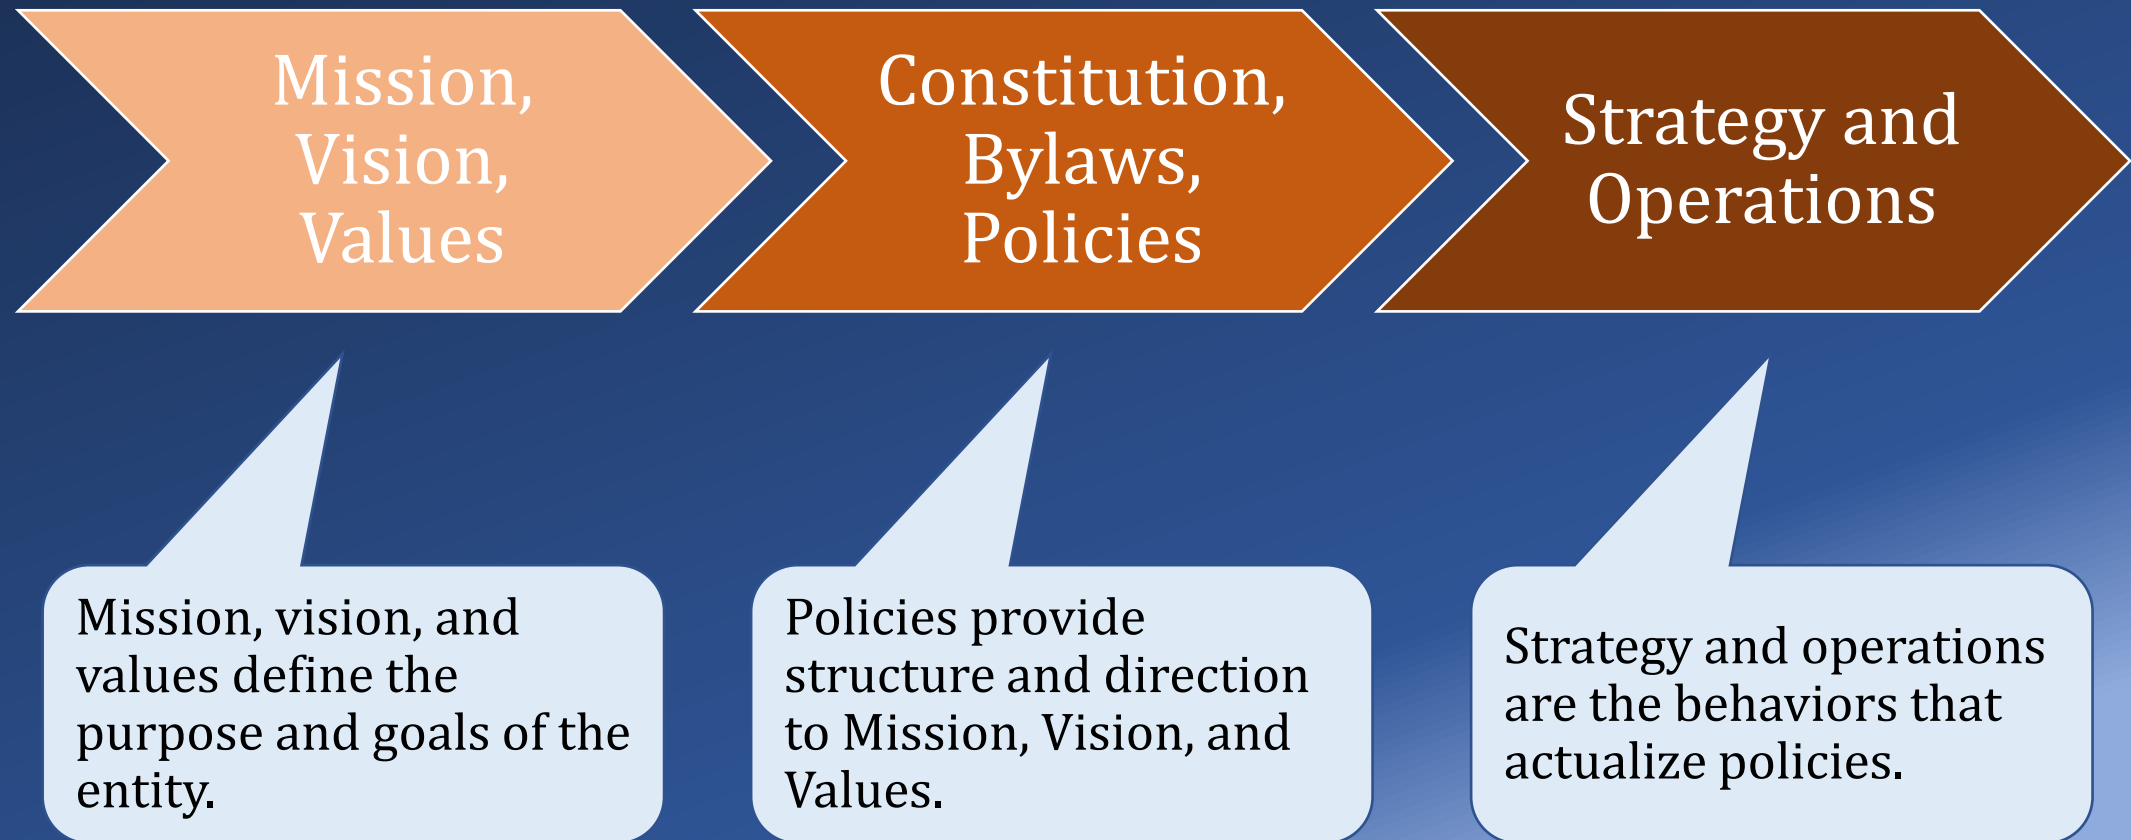 Mission,
Vision,
Values
Constitution,
Bylaws,
Policies
Strategy and
Operations
Mission, vision, and
values define the
purpose and goals of the
entity.
Policies provide
structure and direction
to Mission, Vision, and
Values.
Strategy and operations
are the behaviors that
actualize policies.